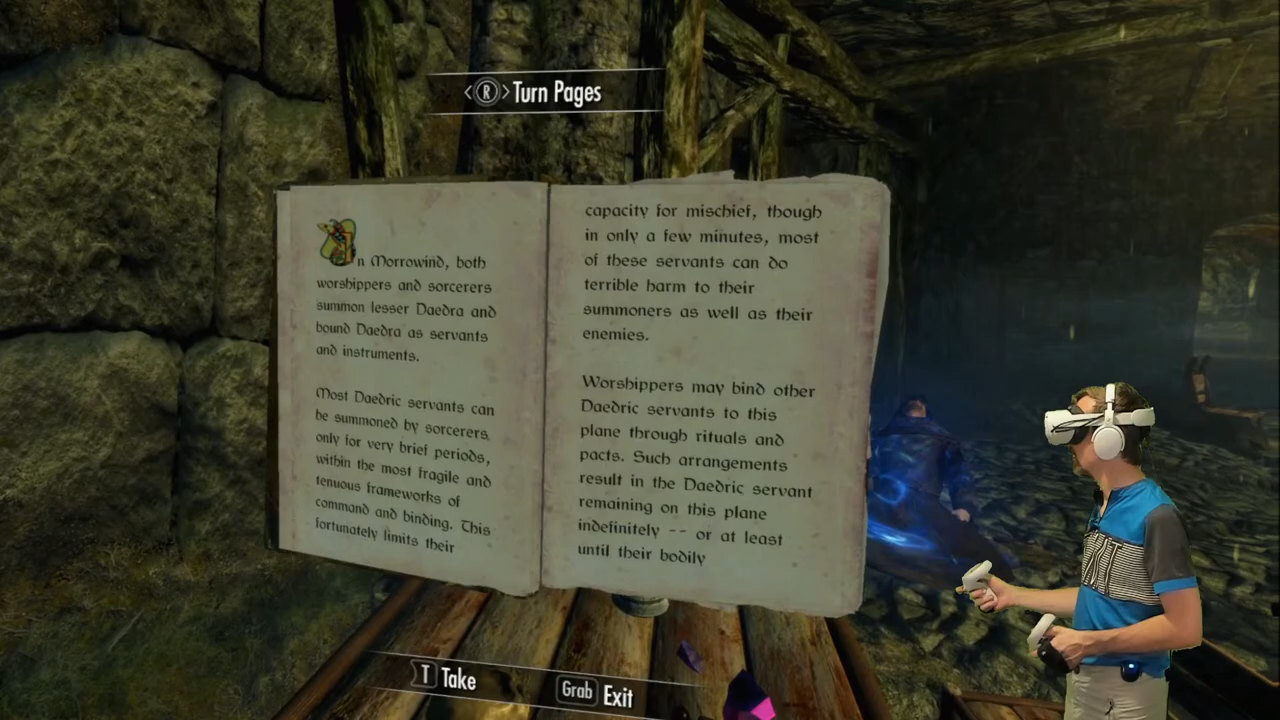 <R> Turn Pages
n Morrowind, both
worshippers and sorcerers
summon lesser Daedra and
bound Daedra as servants
and instruments.
Most Daedric servants can
be summoned by sorcerers
only for very brief periods,
within the most fragile and
tenuous frameworks of
command and binding. This
fortunately limits their
capacity for mischief, though
in only a few minutes, most
of these servants can do
terrible harm to their
summoners as well as their
enemies.
Worshippers may bind other
Daedric servants to this
plane through rituals and
pacts. Such arrangements
result in the Daedric servant
remaining on this plane
indefinitely -- or at least
until their bodily
T Take
Grab Exit